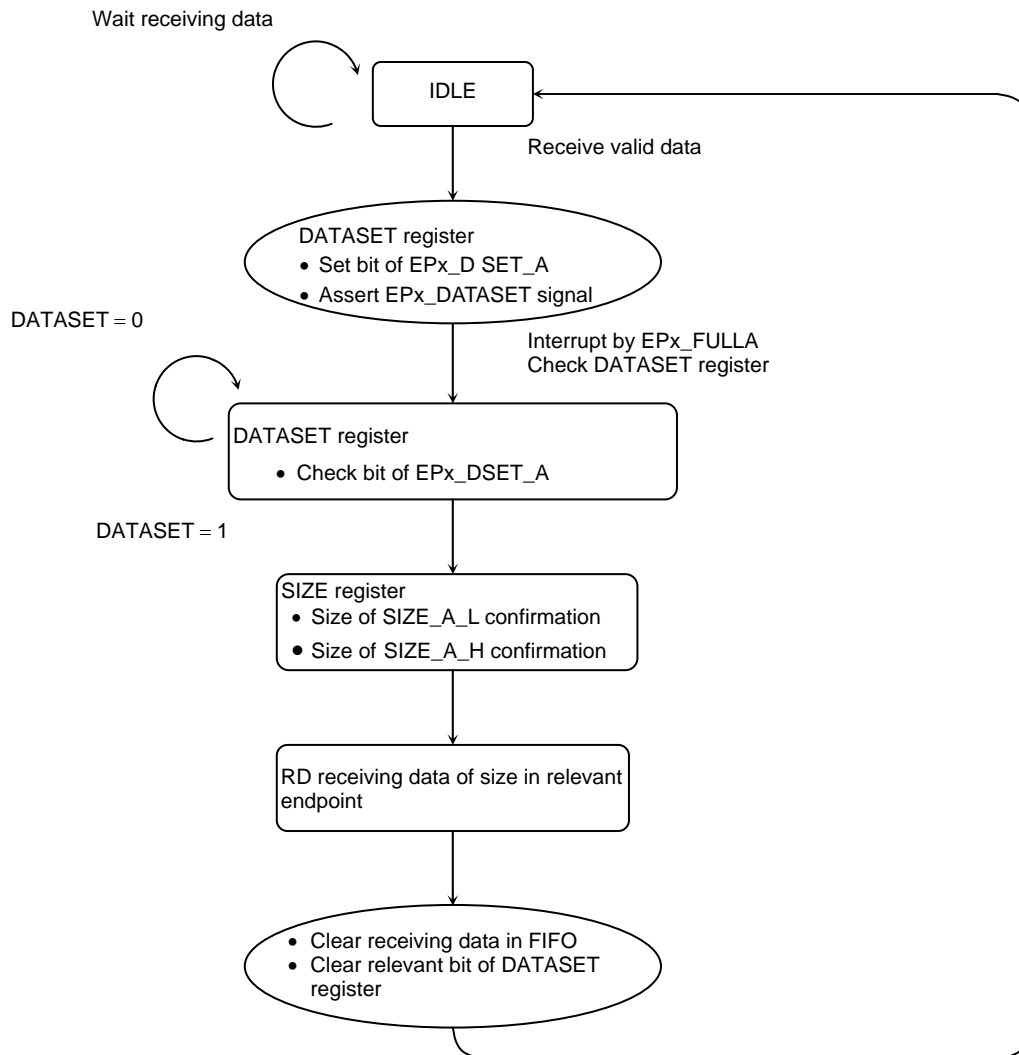 Wait receiving data
IDLE
Receive valid data
DATASET register
• Set bit of EPx_D SET_A
• Assert EPx_DATASET signal
DATASET = 0
Interrupt by EPx_FULLA
Check DATASET register
DATASET register
• Check bit of EPx_DSET_A
DATASET = 1
SIZE register
• Size of SIZE_A_L confirmation
• Size of SIZE_A_H confirmation
RD receiving data of size in relevant
endpoint
• Clear receiving data in FIFO
• Clear relevant bit of DATASET
register